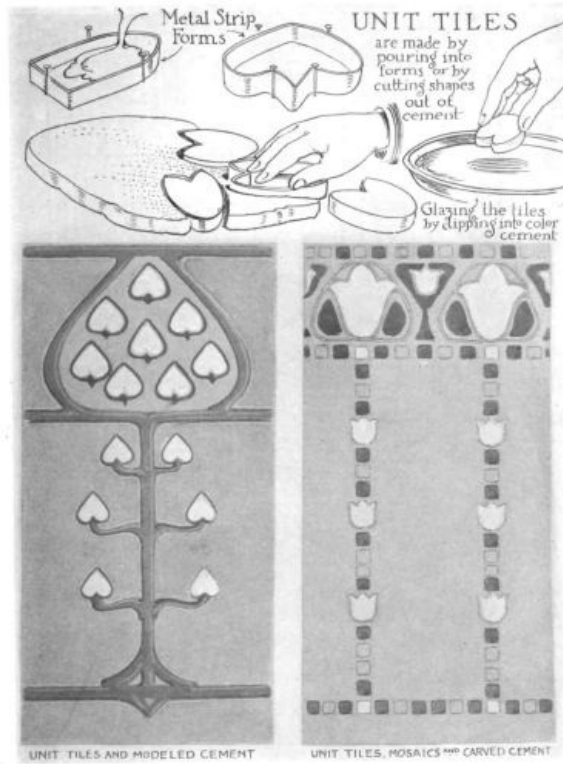 Metal Strip
Forms
UNIT TILES
are made by
pouring into
forms or by
cutting shapes
out of
cement
Glazing the tiles
by dipping into color
cement
UNIT TILES AND MODELED CEMENT
UNIT TILES, MOSAICS AND CARVED CEMENT